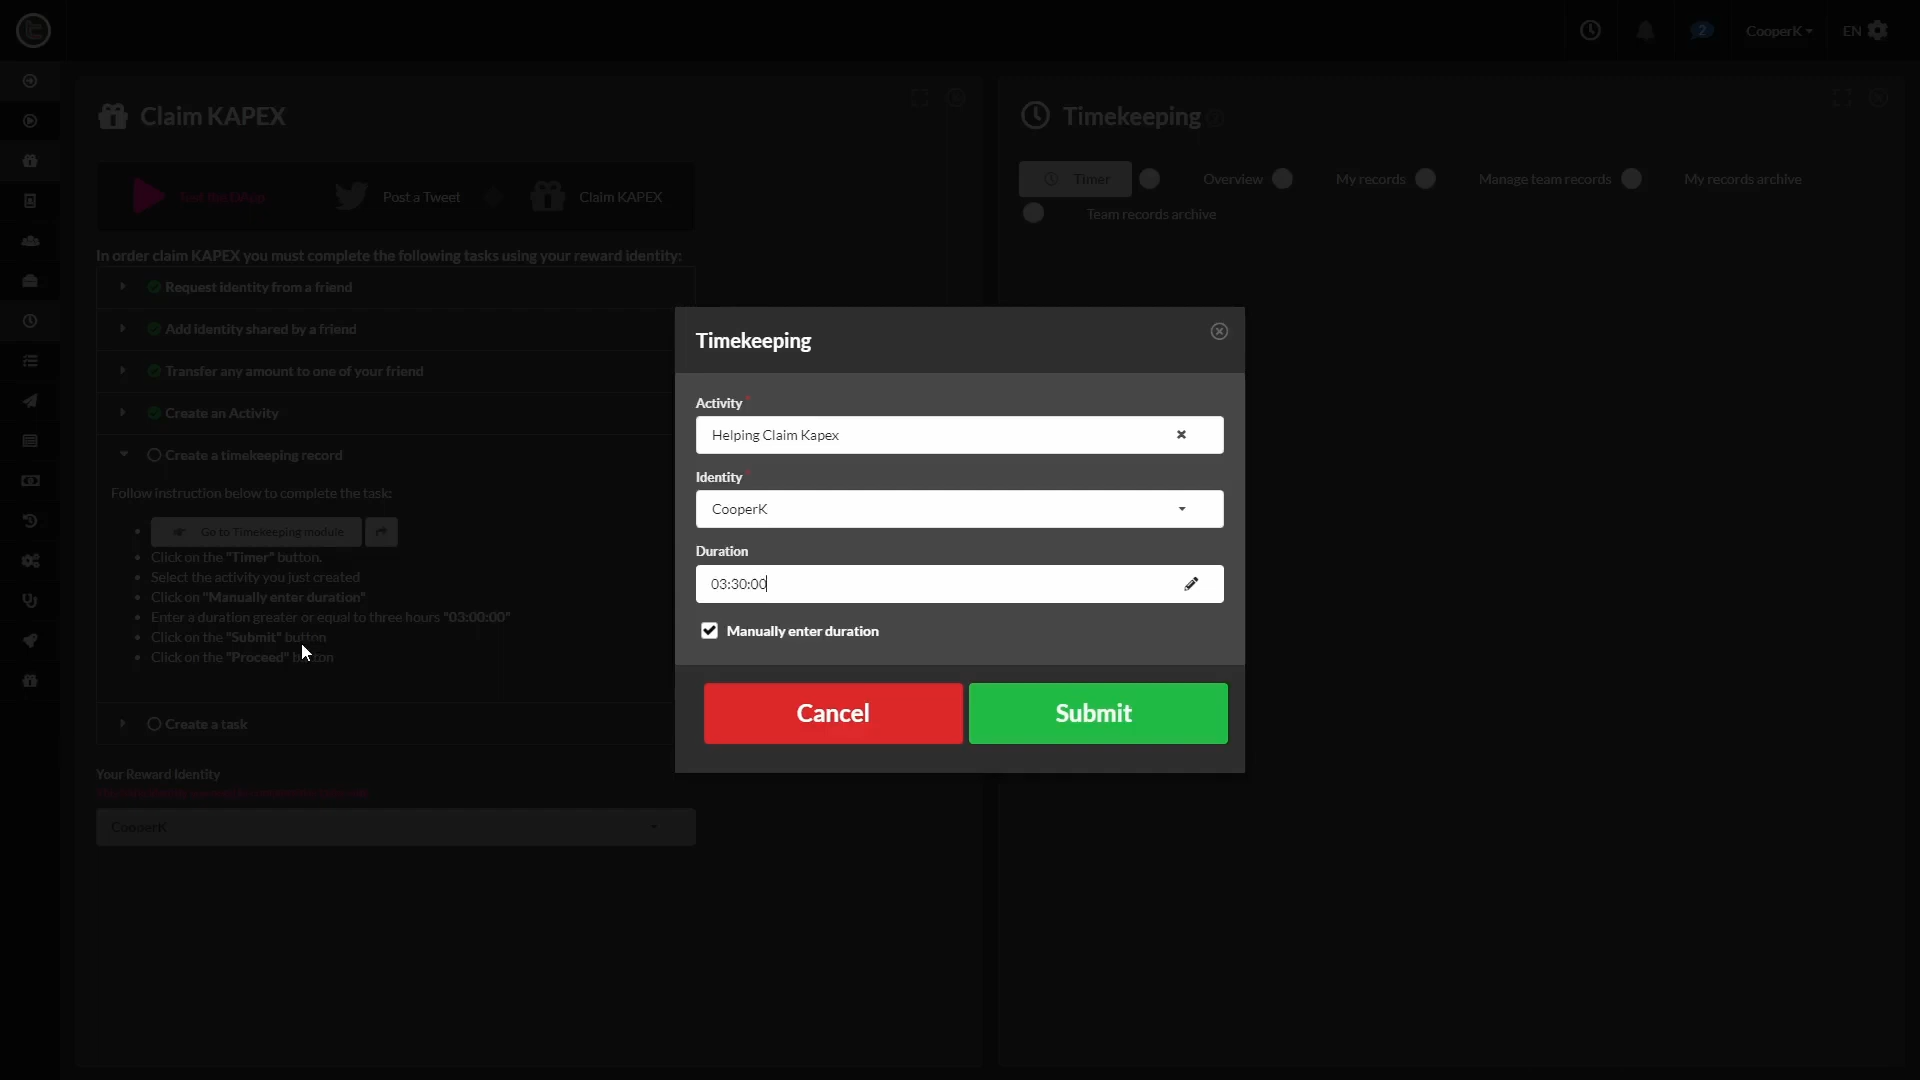 2
CooperK
EN
Claim KAPEX
Post a Tweet
Claim KAPEX
In order claim KAPEX you must complete the following tasks using your reward identity:
Request identity from a friend
Add identity shared by a friend
Transfer any amount to one of your friend
Create an Activity
Create a timekeeping record
Follow instruction below to complete the task:
Go to Timekeeping module
Click on the "Timer" button.
Select the activity you just created
Click on "Manually enter duration"
Enter a duration greater or equal to three hours "03:00:00"
Click on the "Submit" button
Click on the "Proceed" button
Create a task
Your Reward Identity
CooperK
Timekeeping
Timer
Overview
My records
Manage team records
My records archive
Team records archive
Timekeeping
Activity *
Helping Claim Kapex
Identity *
CooperK
Duration
03:30:00
Manually enter duration
Cancel
Submit